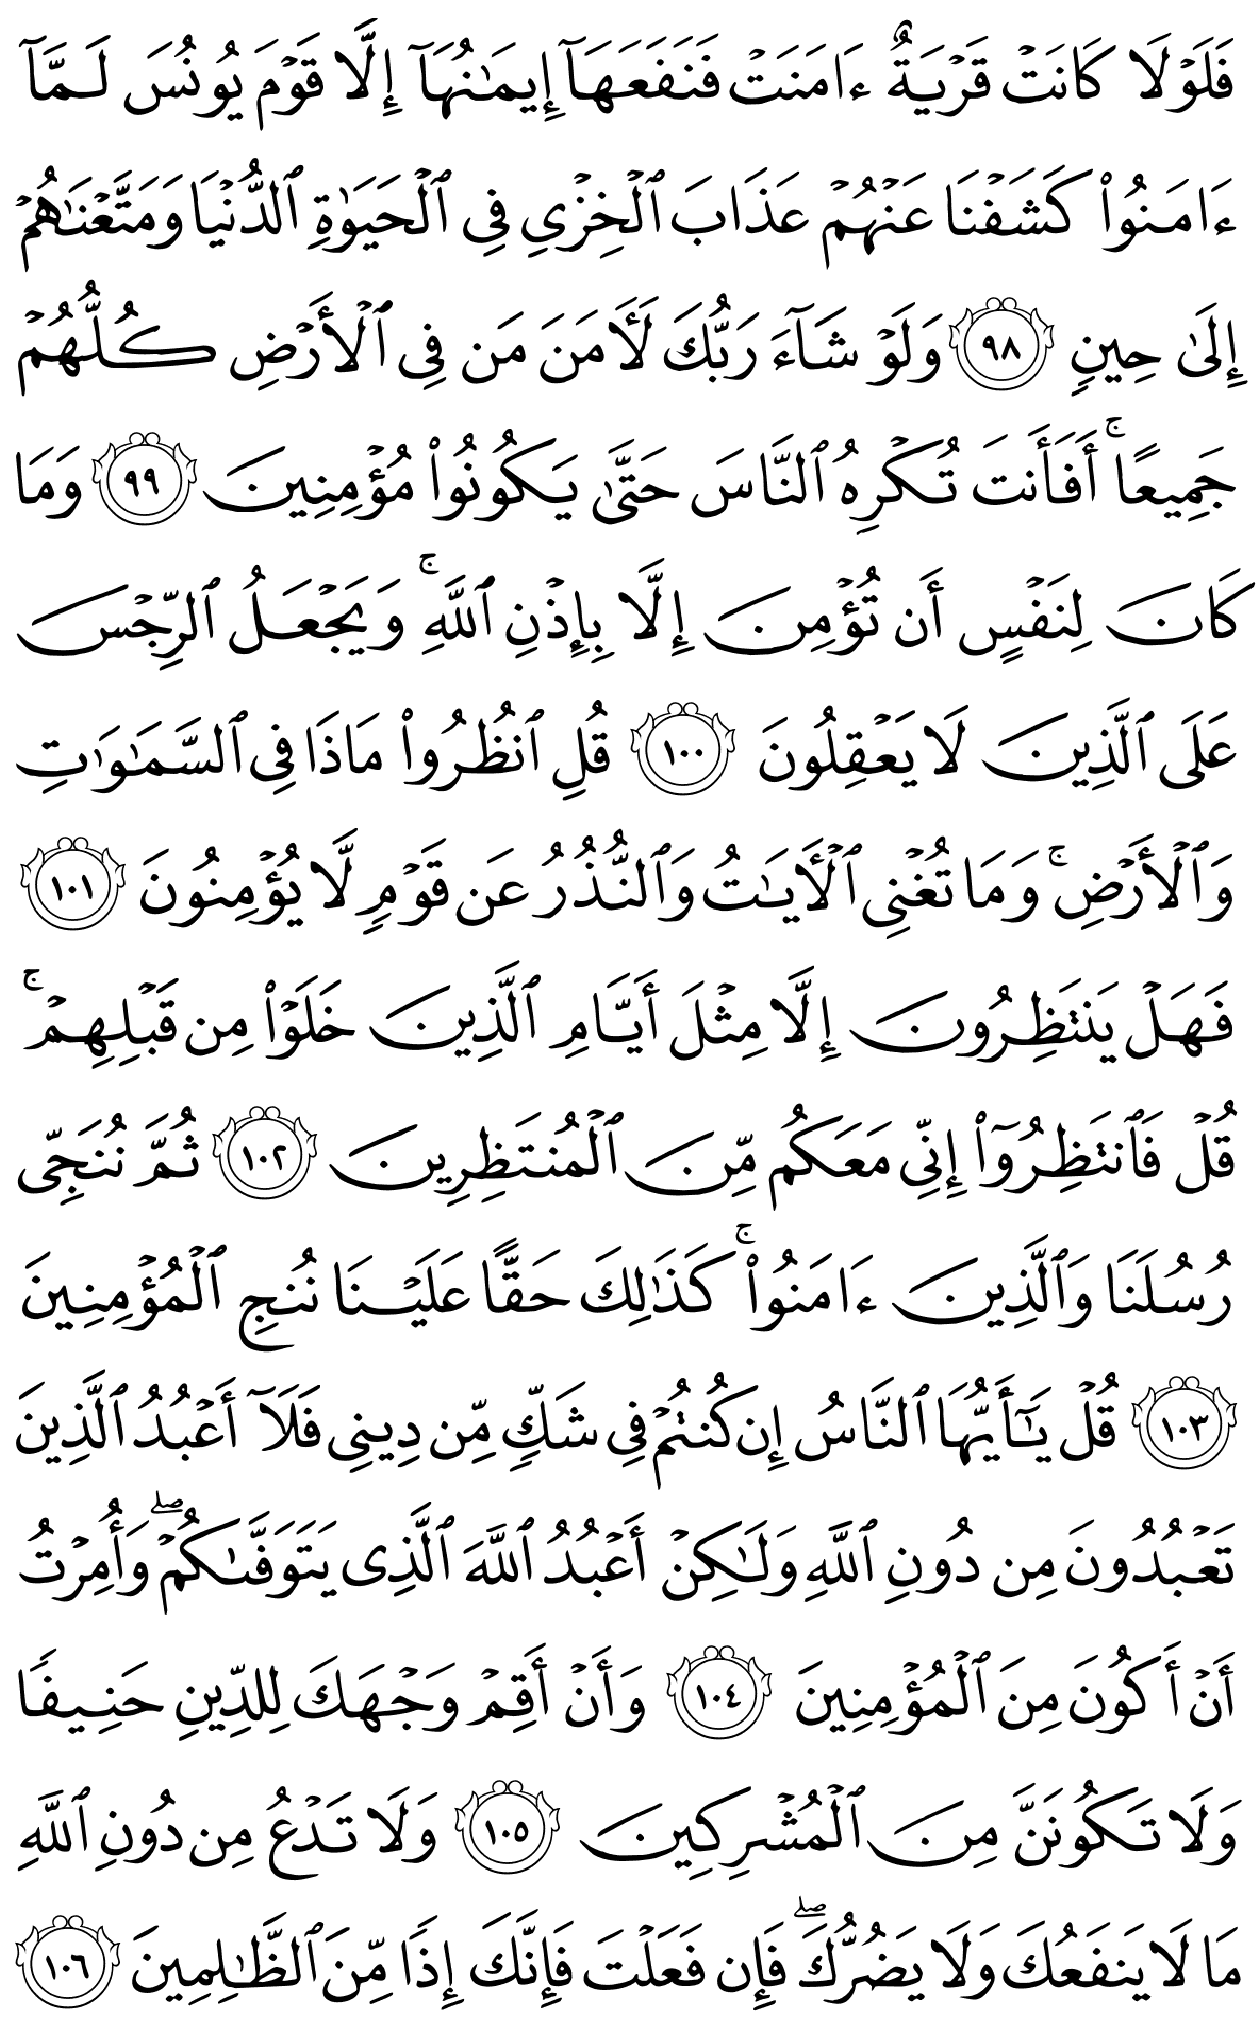 فَلَوۡلَا كَانَتۡ قَرۡيَةٌ ءَامَنَتۡ فَنَفَعَهَآ إِيمَٰنُهَآ إِلَّا قَوۡمَ يُونُسَ لَمَّآ
ءَامَنُواْ كَشَفۡنَا عَنۡهُمۡ عَذَابَ ٱلۡخِزۡيِ فِي ٱلۡحَيَوٰةِ ٱلدُّنۡيَا وَمَتَّعۡنَٰهُمۡ
إِلَىٰ حِينٖ ٩٨ وَلَوۡ شَآءَ رَبُّكَ لَأٓمَنَ مَن فِي ٱلۡأَرۡضِ كُلُّهُمۡ
جَمِيعًاۚ أَفَأَنتَ تُكۡرِهُ ٱلنَّاسَ حَتَّىٰ يَكُونُواْ مُؤۡمِنِينَ ٩٩ وَمَا
كَانَ لِنَفۡسٍ أَن تُؤۡمِنَ إِلَّا بِإِذۡنِ ٱللَّهِۚ وَيَجۡعَلُ ٱلرِّجۡسَ
عَلَى ٱلَّذِينَ لَا يَعۡقِلُونَ ١٠٠ قُلِ ٱنظُرُواْ مَاذَا فِي ٱلسَّمَٰوَٰتِ
وَٱلۡأَرۡضِۚ وَمَا تُغۡنِي ٱلۡأٓيَٰتُ وَٱلنُّذُرُ عَن قَوۡمٖ لَّا يُؤۡمِنُونَ ١٠١
فَهَلۡ يَنتَظِرُونَ إِلَّا مِثۡلَ أَيَّامِ ٱلَّذِينَ خَلَوۡاْ مِن قَبۡلِهِمۡۚ
قُلۡ فَٱنتَظِرُوٓاْ إِنِّي مَعَكُم مِّنَ ٱلۡمُنتَظِرِينَ ١٠٢ ثُمَّ نُنَجِّي
رُسُلَنَا وَٱلَّذِينَ ءَامَنُواْۚ كَذَٰلِكَ حَقًّا عَلَيۡنَا نُنجِ ٱلۡمُؤۡمِنِينَ
١٠٣ قُلۡ يَٰٓأَيُّهَا ٱلنَّاسُ إِن كُنتُمۡ فِي شَكّٖ مِّن دِينِي فَلَآ أَعۡبُدُ ٱلَّذِينَ
تَعۡبُدُونَ مِن دُونِ ٱللَّهِ وَلَٰكِنۡ أَعۡبُدُ ٱللَّهَ ٱلَّذِي يَتَوَفَّىٰكُمۡۖ وَأُمِرۡتُ
أَنۡ أَكُونَ مِنَ ٱلۡمُؤۡمِنِينَ ١٠٤ وَأَنۡ أَقِمۡ وَجۡهَكَ لِلدِّينِ حَنِيفٗا
وَلَا تَكُونَنَّ مِنَ ٱلۡمُشۡرِكِينَ ١٠٥ وَلَا تَدۡعُ مِن دُونِ ٱللَّهِ
مَا لَا يَنفَعُكَ وَلَا يَضُرُّكَۖ فَإِن فَعَلۡتَ فَإِنَّكَ إِذٗا مِّنَ ٱلظَّٰلِمِينَ ١٠٦